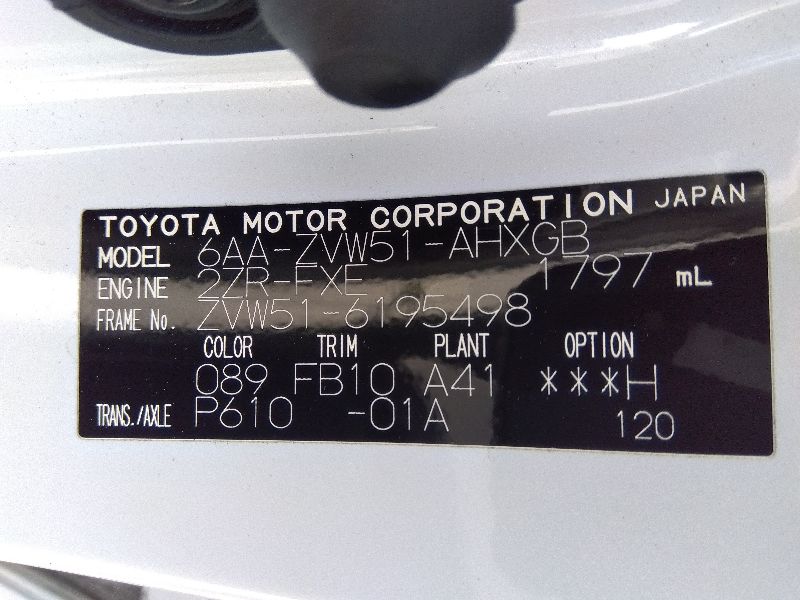 TOYOTA MOTOR CORPORATION JAPAN
MODEL 6AA-ZVW51-AHXGB
ENGINE 2ZR-FXE 1797 mL
FRAME No. ZVW51-6195498
COLOR TRIM PLANT OPTION
089 FB10 A41 ***H
TRANS./AXLE P610 -01A 120